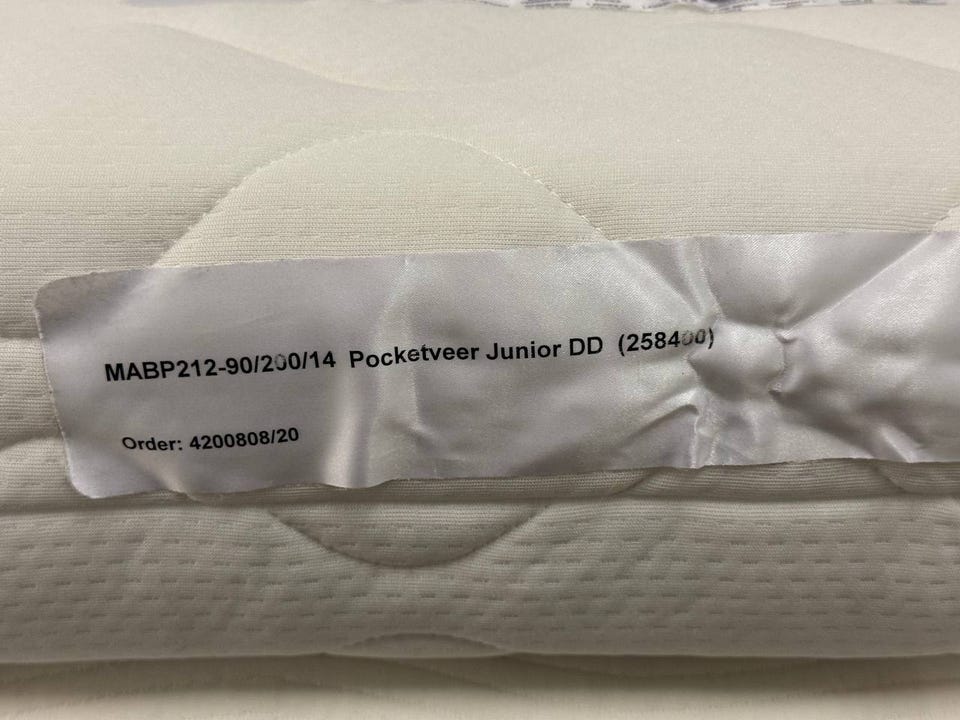 MABP212-90/200/14 Pocketveer Junior DD (258400)
Order: 4200808/20